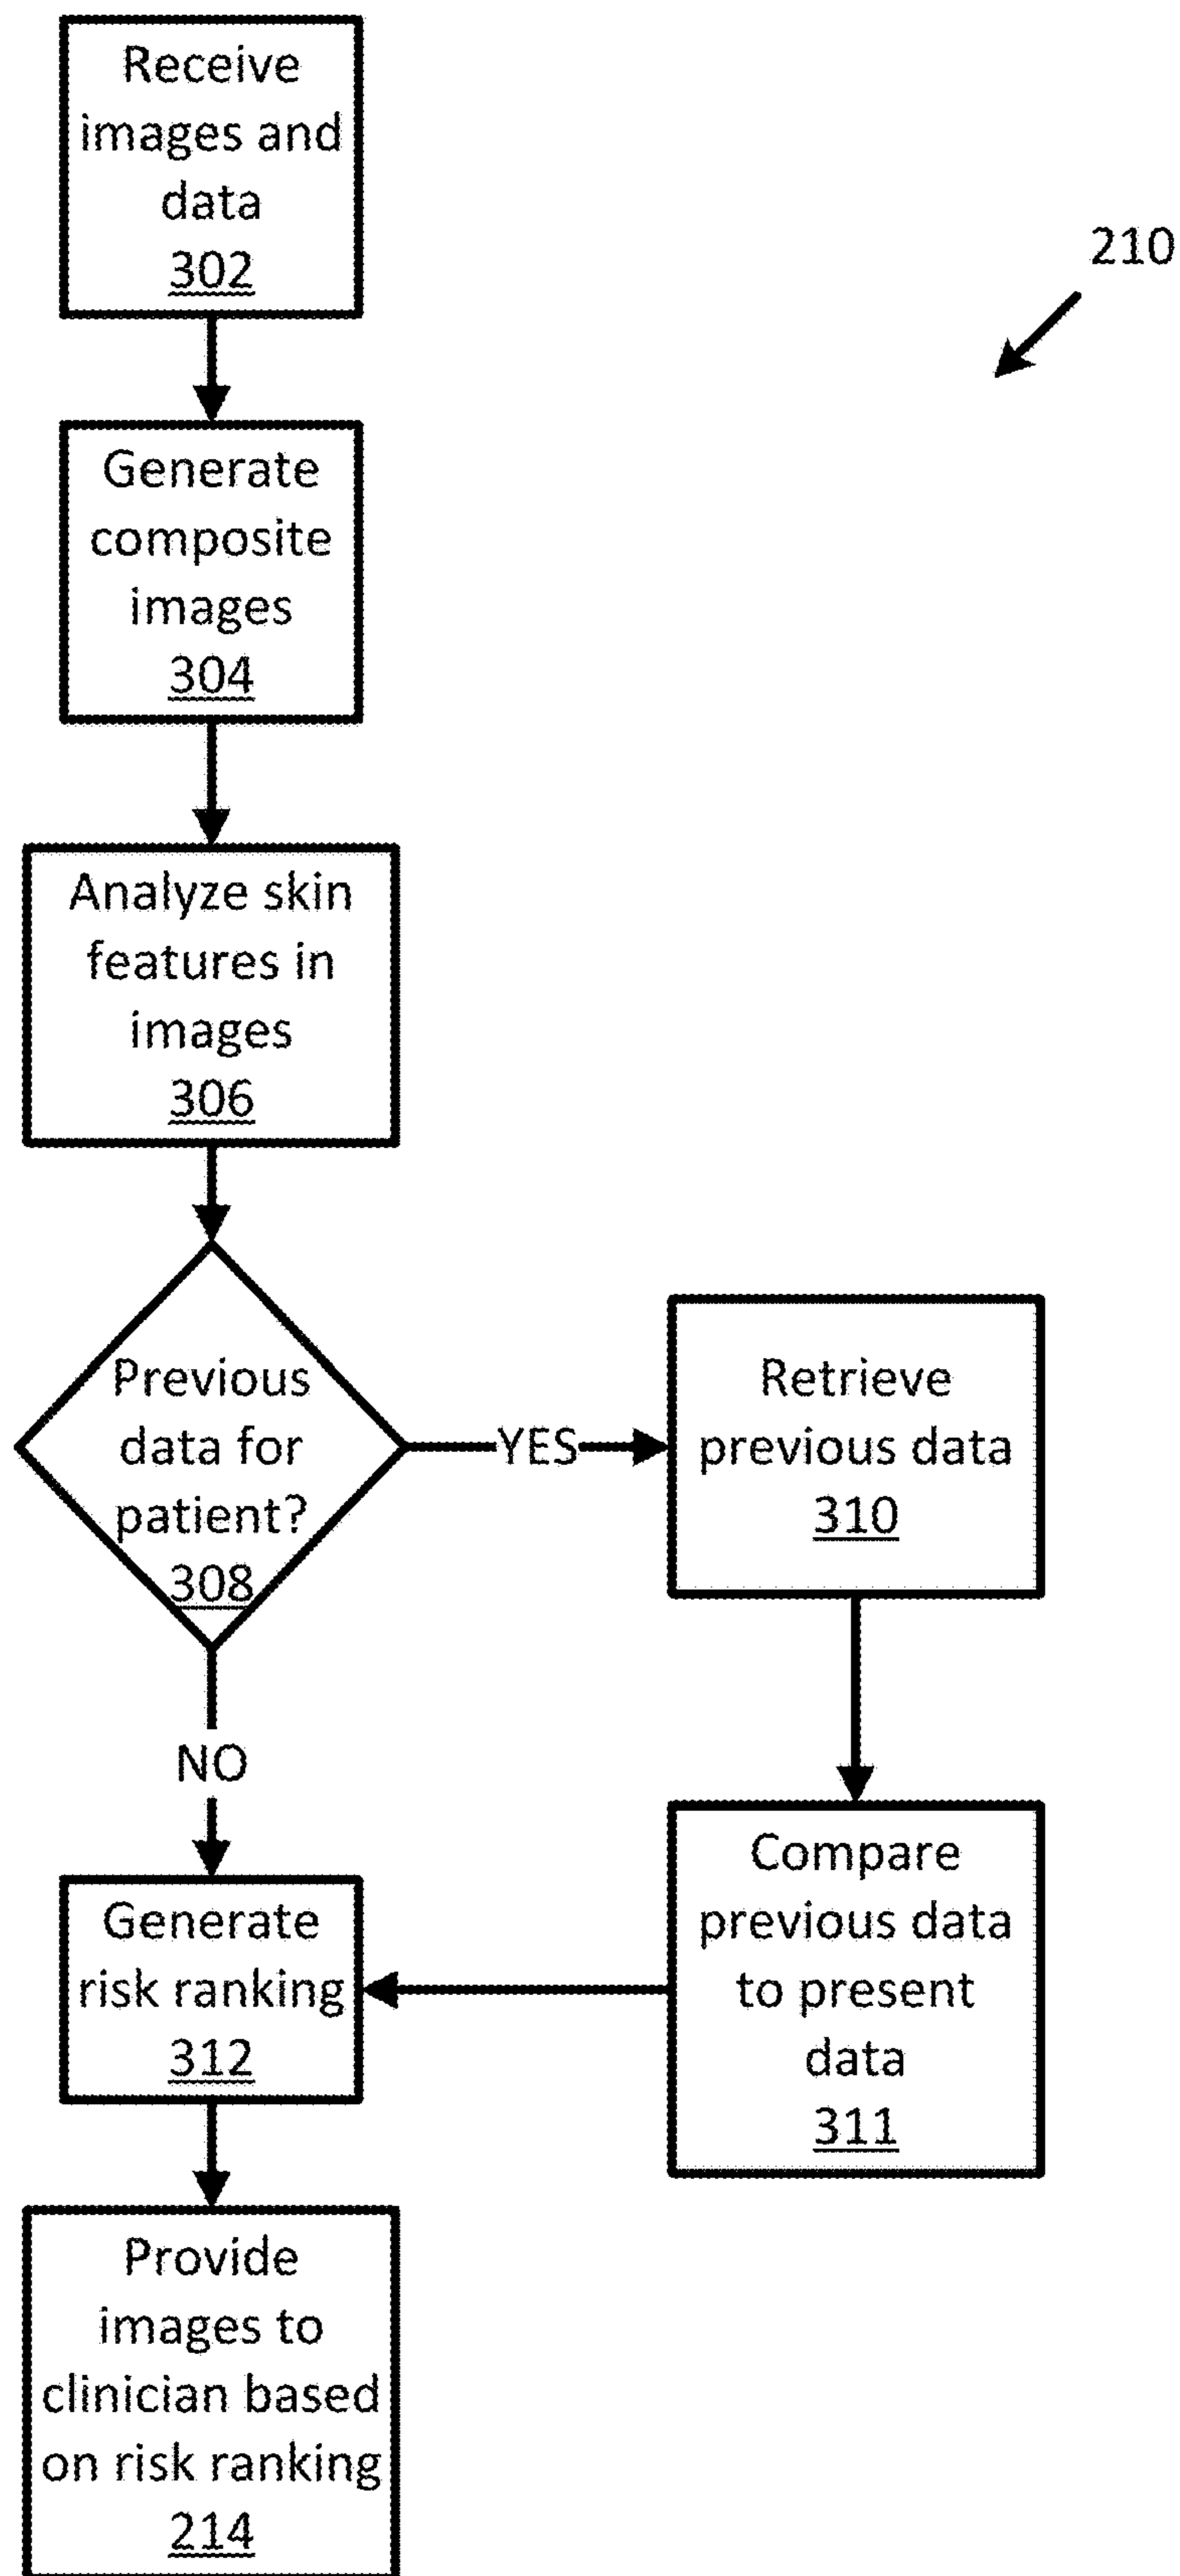 Receive
images and
data
302
210
Generate
composite
images
304
Analyze skin
features in
images
306
Previous
data for
patient?
308
YES
Retrieve
previous data
310
NO
Compare
previous data
to present
data
311
Generate
risk ranking
312
Provide
images to
clinician based
on risk ranking
214